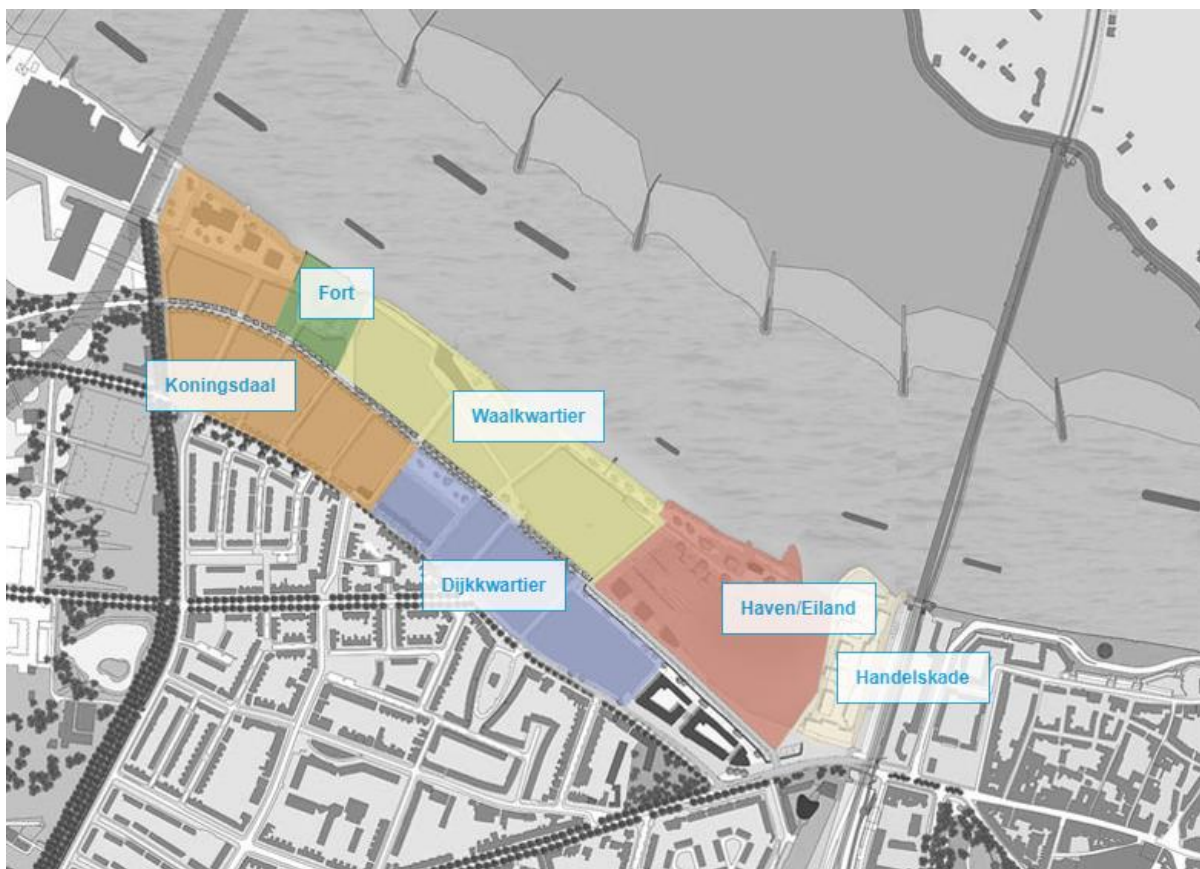 Fort
Koningsdaal
Waalkwartier
Dijkkwartier
Haven/Eiland
Handelskade